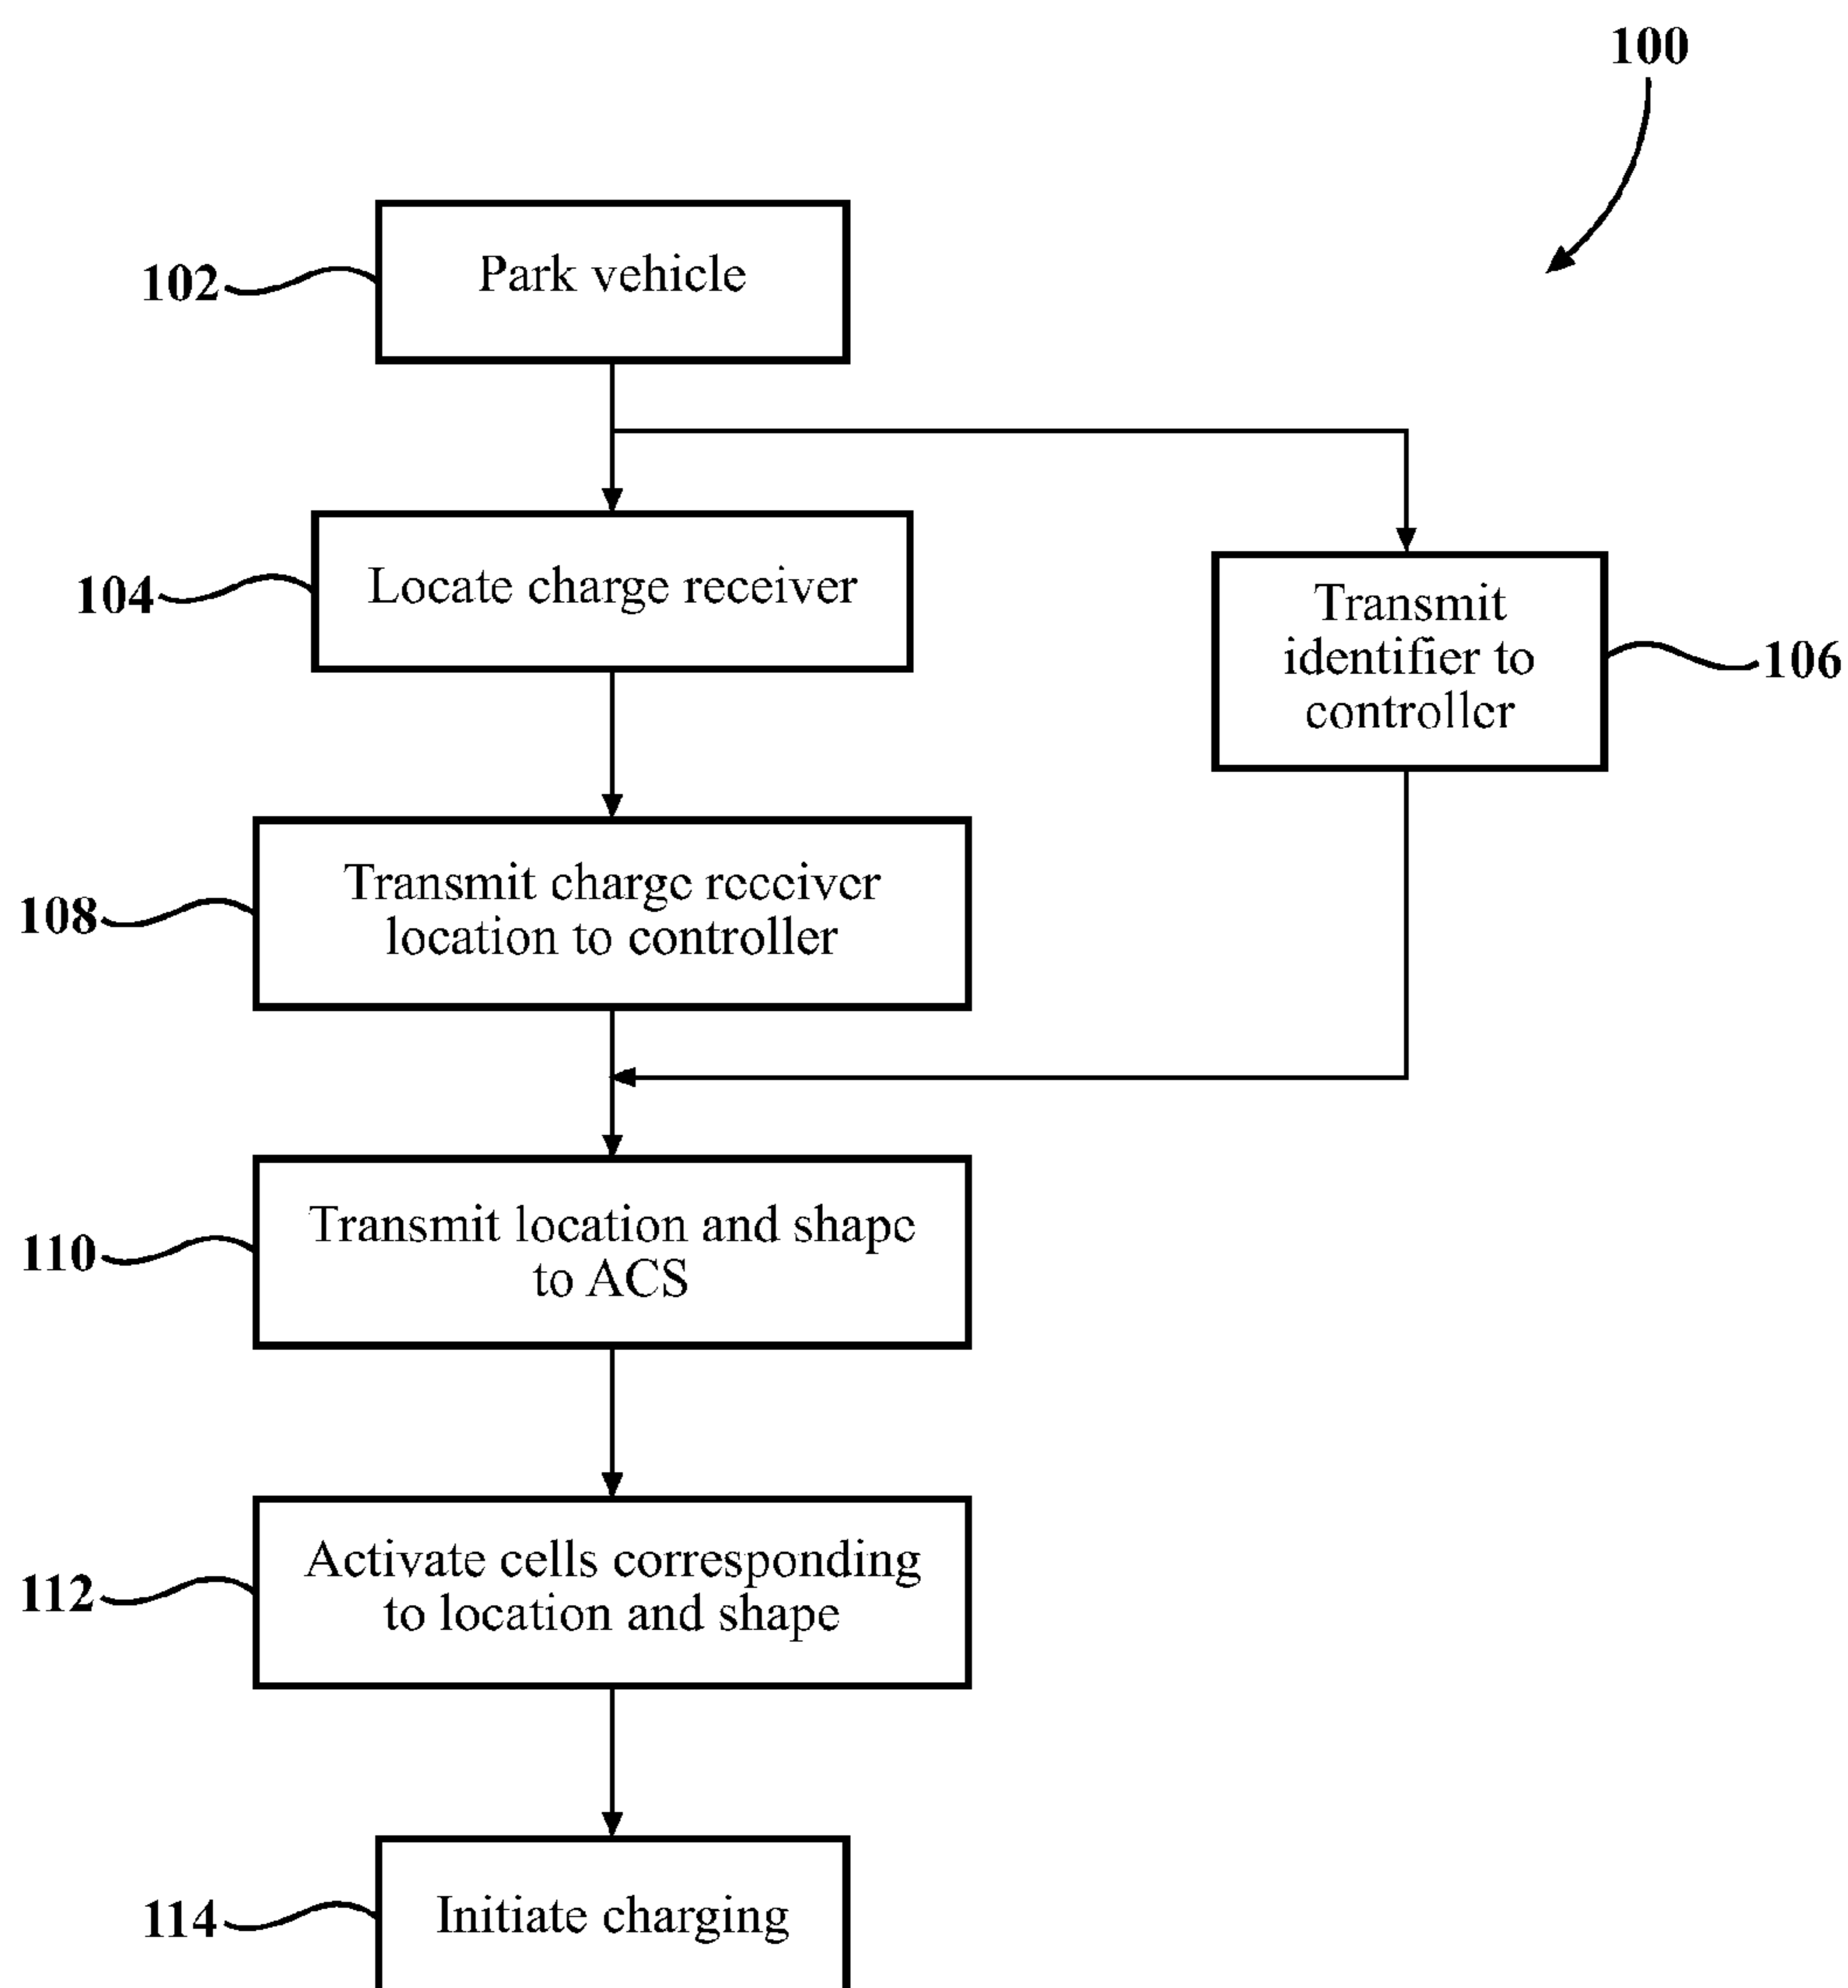 100
102
Park vehicle
104
Locate charge receiver
Transmit
identifier to
controller
106
108
Transmit charge receiver
location to controller
110
Transmit location and shape
to ACS
112
Activate cells corresponding
to location and shape
114
Initiate charging